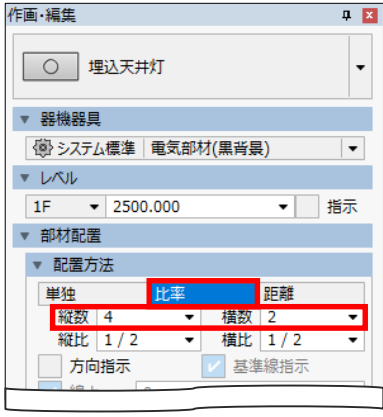 作画・編集
埋込天井灯
器機器具
システム標準 電気部材(黒背景)
レベル
1F 2500.000 指示
部材配置
配置方法
単独 比率 距離
縦数 4 横数 2
縦比 1 / 2 横比 1 / 2
方向指示 基準線指示